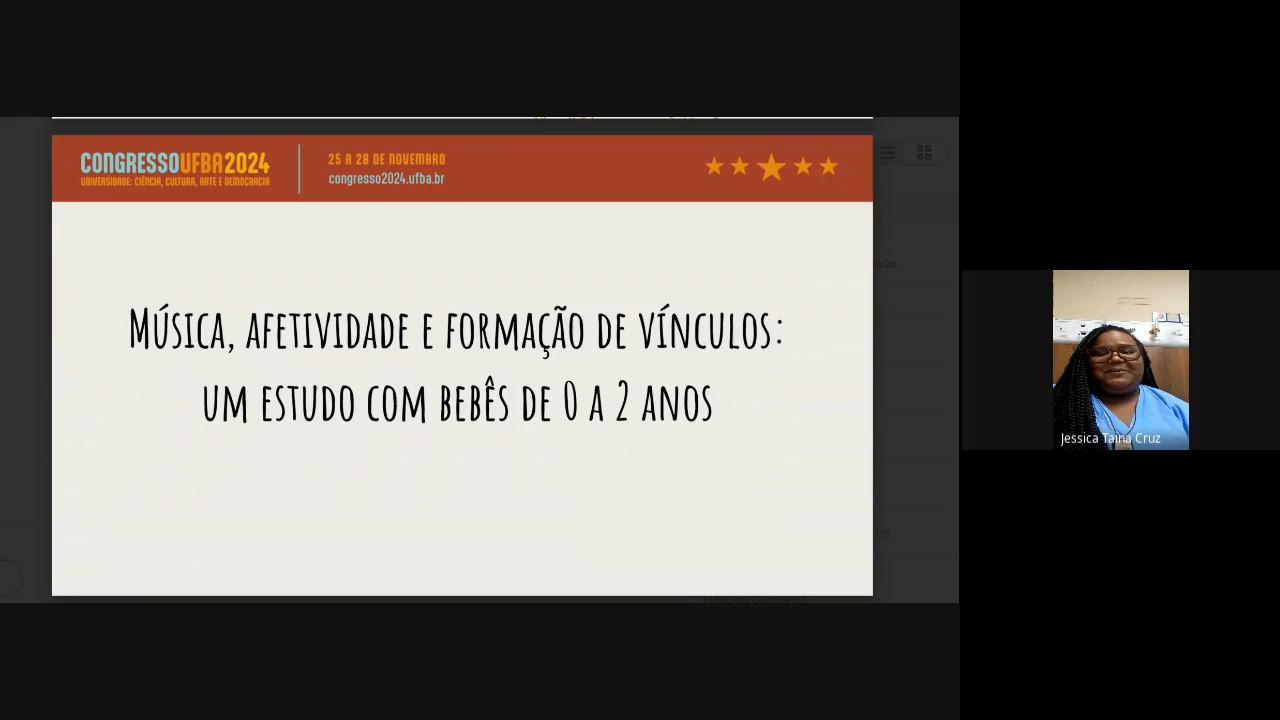 CONGRESSOUFBA2024
UNIVERSIDADE: CIÊNCIA, CULTURA, ARTE E DEMOCRACIA
25 A 28 DE NOVEMBRO
congresso2024.ufba.br
Música, afetividade e formação de vínculos:
um estudo com bebês de 0 a 2 anos
Jessica Taina Cruz